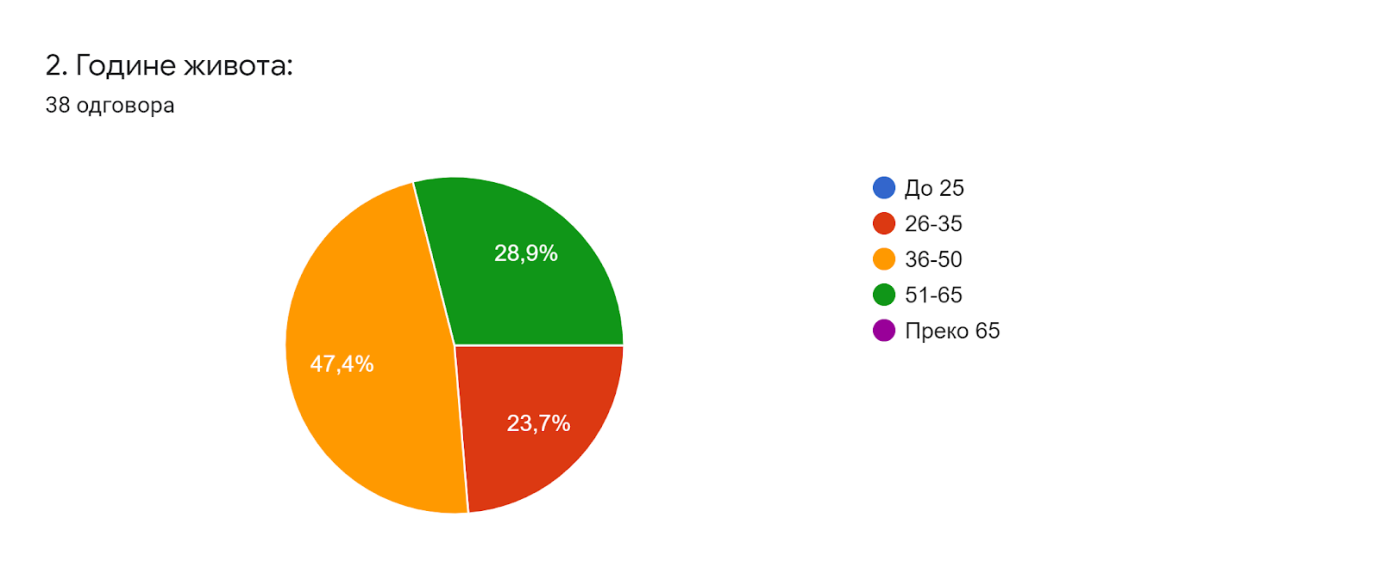 2. Године живота:
38 одговора
28,9%
47,4%
23,7%
До 25
26-35
36-50
51-65
Преко 65